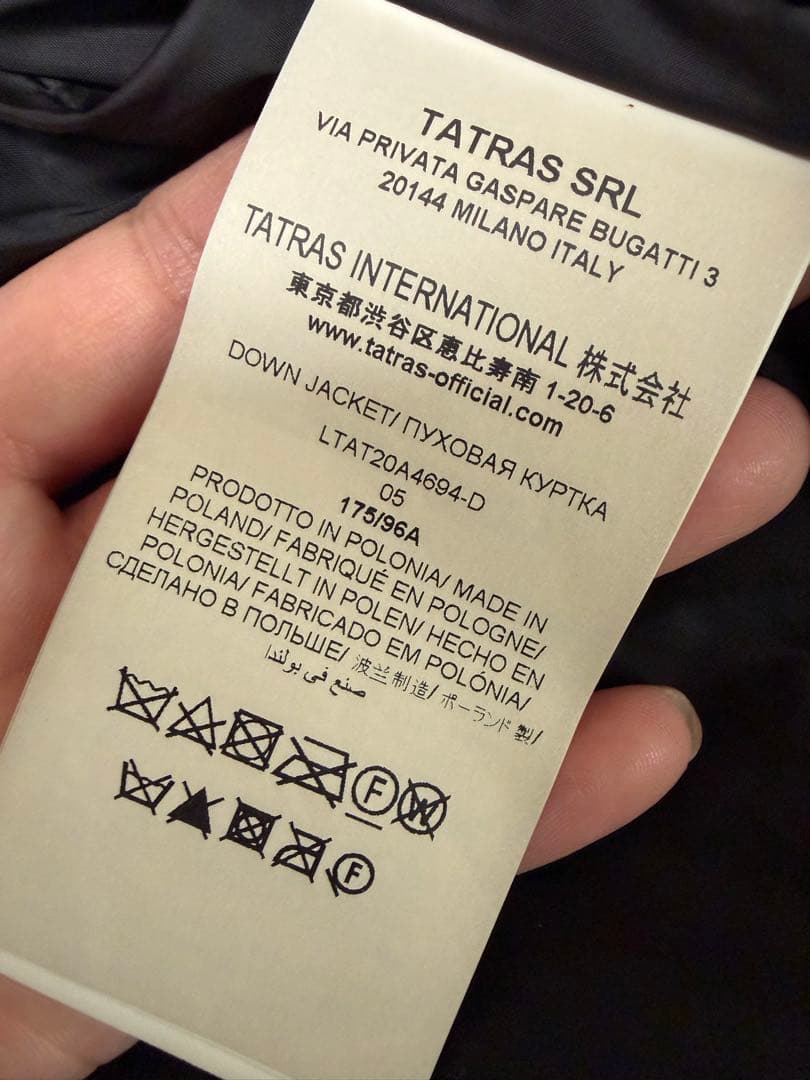 TATRAS SRL
VIA PRIVATA GASPARE BUGATTI 3
20144 MILANO ITALY
TATRAS INTERNATIONAL 株式会社
東京都渋谷区恵比寿南 1-20-6
www.tatras-official.com
DOWN JACKET/ ПУХОВАЯ КУРТКА
LTAT20A4694-D
05
175/96A
PRODOTTO IN POLONIA/ MADE IN
POLAND/ FABRIQUÉ EN POLOGNE/
HERGESTELLT IN POLEN/ HECHO EN
POLONIA/ FABRICADO EM POLÓNIA/
СДЕЛАНО В ПОЛЬШЕ/ 波兰制造/ ポーランド製/
صنع في بولندا
F W
F